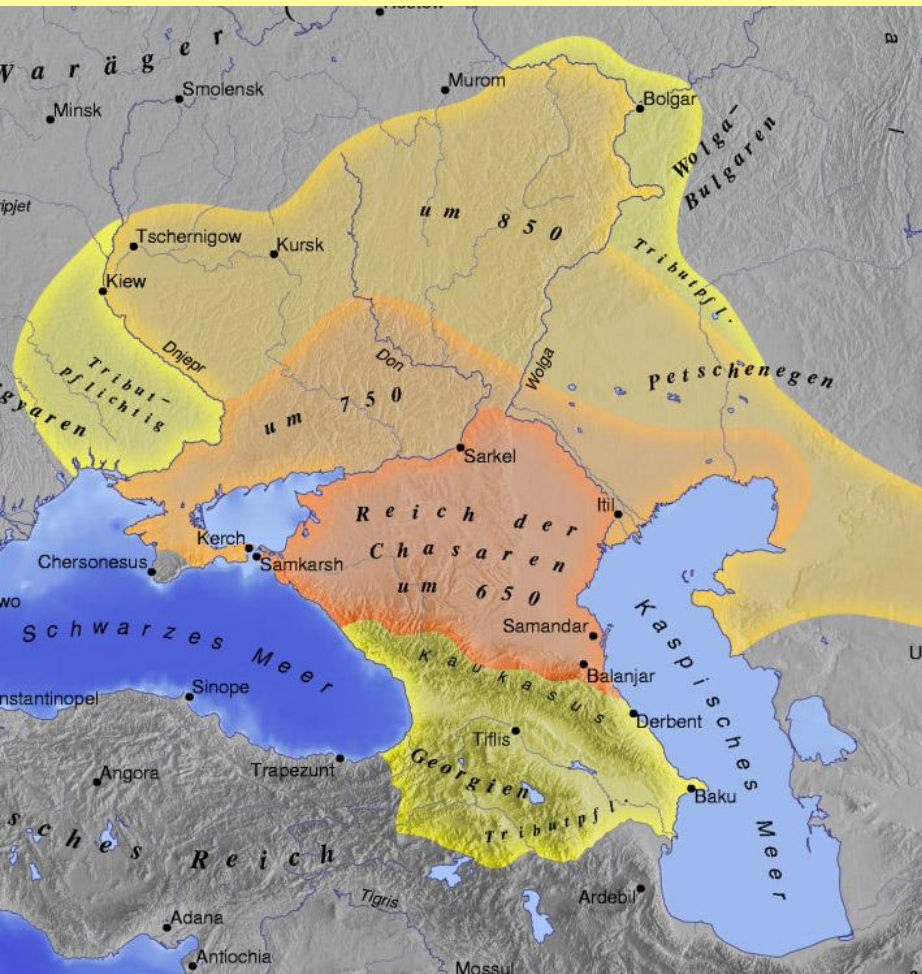 Waräger
Minsk
Smolensk
Murom
Bolgar
Wolga-
Bulgaren
a
l
um 850
Tschernigow
Kursk
Kiew
Tributpfl.
Dnjepr
Don
Wolga
Petschenegen
Tribut-
pflichtig
um 750
Sarkel
Itil
Reich der
Chasaren
um 650
Kerch
Samkarsh
Chersonesus
Samandar
Balanjar
Kaspisches Meer
Schwarzes Meer
Kaukasus
Sinope
Derbent
Tiflis
Trapezunt
Georgien
Baku
Angora
Tributpfl.
sches Reich
Ardebil
Tigris
Adana
Antiochia
Mossul